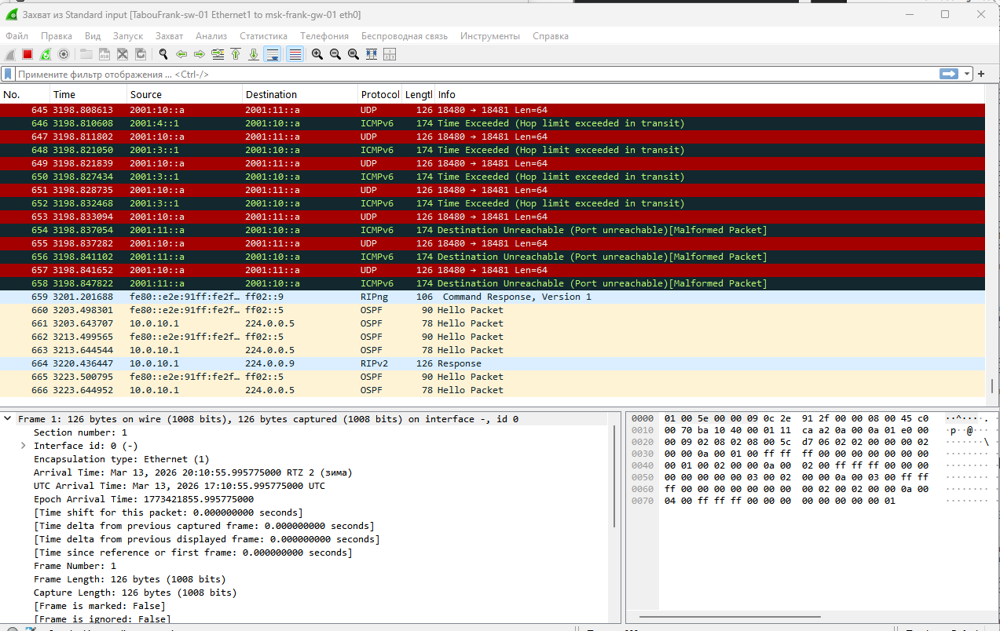 Захват из Standard input [TabouFrank-sw-01 Ethernet1 to msk-frank-gw-01 eth0]
Файл Правка Вид Запуск Захват Анализ Статистика Телефония Беспроводная связь Инструменты Справка
Примените фильтр отображения ... <Ctrl-/>
No. Time Source Destination Protocol Lengtl Info
645 3198.808613 2001:10::a 2001:11::a UDP 126 18480 → 18481 Len=64
646 3198.810608 2001:4::1 2001:10::a ICMPv6 174 Time Exceeded (Hop limit exceeded in transit)
647 3198.811802 2001:10::a 2001:11::a UDP 126 18480 → 18481 Len=64
648 3198.821050 2001:3::1 2001:10::a ICMPv6 174 Time Exceeded (Hop limit exceeded in transit)
649 3198.821839 2001:10::a 2001:11::a UDP 126 18480 → 18481 Len=64
650 3198.827434 2001:3::1 2001:10::a ICMPv6 174 Time Exceeded (Hop limit exceeded in transit)
651 3198.828735 2001:10::a 2001:11::a UDP 126 18480 → 18481 Len=64
652 3198.832468 2001:3::1 2001:10::a ICMPv6 174 Time Exceeded (Hop limit exceeded in transit)
653 3198.833094 2001:10::a 2001:11::a UDP 126 18480 → 18481 Len=64
654 3198.837054 2001:11::a 2001:10::a ICMPv6 174 Destination Unreachable (Port unreachable)[Malformed Packet]
655 3198.837282 2001:10::a 2001:11::a UDP 126 18480 → 18481 Len=64
656 3198.841102 2001:11::a 2001:10::a ICMPv6 174 Destination Unreachable (Port unreachable)[Malformed Packet]
657 3198.841652 2001:10::a 2001:11::a UDP 126 18480 → 18481 Len=64
658 3198.847822 2001:11::a 2001:10::a ICMPv6 174 Destination Unreachable (Port unreachable)[Malformed Packet]
659 3201.201688 fe80::e2e:91ff:fe2f… ff02::9 RIPng 106 Command Response, Version 1
660 3203.498301 fe80::e2e:91ff:fe2f… ff02::5 OSPF 90 Hello Packet
661 3203.643707 10.0.10.1 224.0.0.5 OSPF 78 Hello Packet
662 3213.499565 fe80::e2e:91ff:fe2f… ff02::5 OSPF 90 Hello Packet
663 3213.644544 10.0.10.1 224.0.0.5 OSPF 78 Hello Packet
664 3220.436447 10.0.10.1 224.0.0.9 RIPv2 126 Response
665 3223.500795 fe80::e2e:91ff:fe2f… ff02::5 OSPF 90 Hello Packet
666 3223.644952 10.0.10.1 224.0.0.5 OSPF 78 Hello Packet
Frame 1: 126 bytes on wire (1008 bits), 126 bytes captured (1008 bits) on interface -, id 0
Section number: 1
Interface id: 0 (-)
Encapsulation type: Ethernet (1)
Arrival Time: Mar 13, 2026 20:10:55.995775000 RTZ 2 (зима)
UTC Arrival Time: Mar 13, 2026 17:10:55.995775000 UTC
Epoch Arrival Time: 1773421855.995775000
[Time shift for this packet: 0.000000000 seconds]
[Time delta from previous captured frame: 0.000000000 seconds]
[Time delta from previous displayed frame: 0.000000000 seconds]
[Time since reference or first frame: 0.000000000 seconds]
Frame Number: 1
Frame Length: 126 bytes (1008 bits)
Capture Length: 126 bytes (1008 bits)
[Frame is marked: False]
[Frame is ignored: False]
0000 01 00 5e 00 00 09 0c 2e 91 2f 00 00 08 00 45 c0 ··^····.
0010 00 70 ba 10 40 00 01 11 ca a2 0a 00 0a 01 e0 00 ·p··@···
0020 00 09 02 08 02 08 00 5c d7 06 02 02 00 00 00 02 ·······\
0030 00 00 0a 00 01 00 ff ff ff 00 00 00 00 00 00 00 ········
0040 00 01 00 02 00 00 0a 00 02 00 ff ff ff 00 00 00 ········
0050 00 00 00 00 00 03 00 02 00 00 0a 00 03 00 ff ff ········
0060 ff 00 00 00 00 00 00 00 00 02 00 02 00 00 0a 00 ········
0070 04 00 ff ff ff 00 00 00 00 00 00 00 00 01 ········